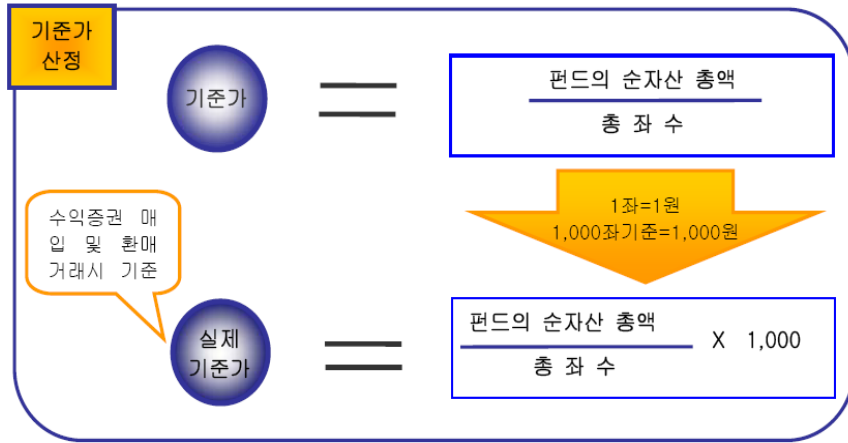 기준가
산정
기준가
펀드의 순자산 총액
총 좌 수
1좌=1원
1,000좌기준=1,000원
수익증권 매
입 및 환매
거래시 기준
실제
기준가
펀드의 순자산 총액
총 좌 수
X 1,000